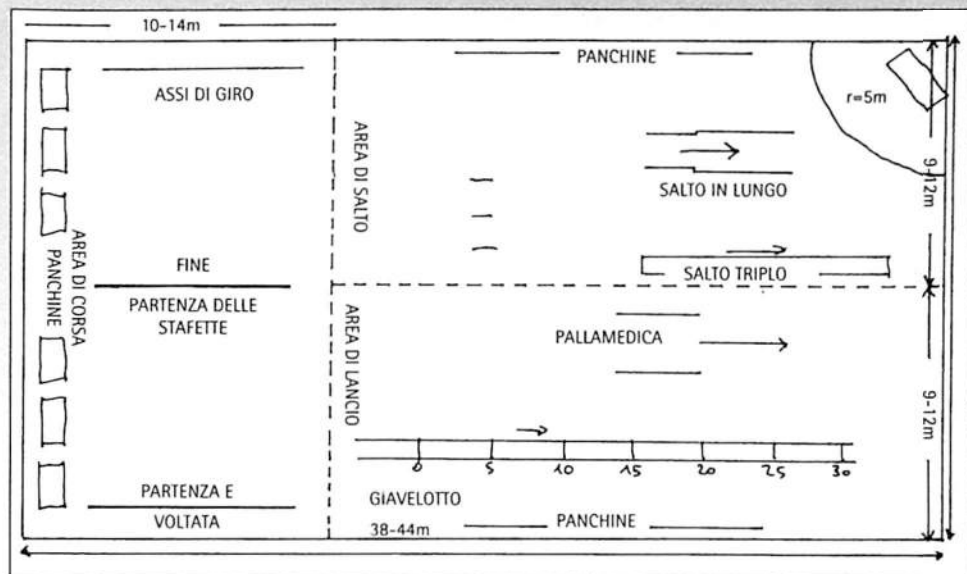 10-14m
PANCHINE
ASSI DI GIRO
r=5m
AREA DI SALTO
9-12m
SALTO IN LUNGO
AREA DI CORSA
PANCHINE
FINE
SALTO TRIPLO
PARTENZA DELLE
STAFETTE
AREA DI LANCIO
PALLAMEDICA
9-12m
0 5 10 15 20 25 30
PARTENZA E
VOLTATA
GIAVELOTTO
38-44m
PANCHINE